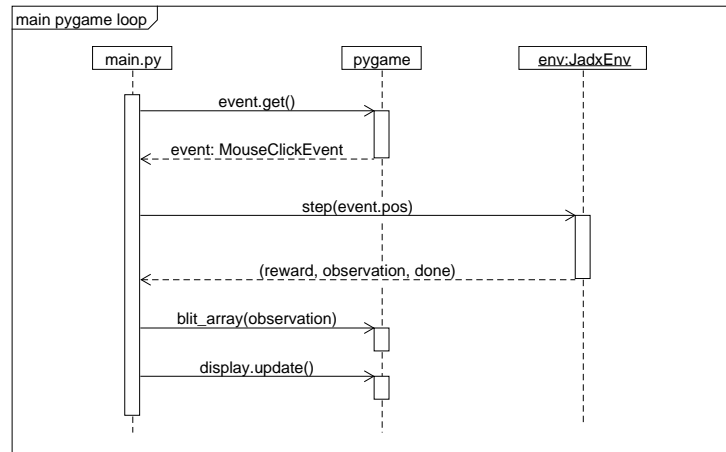 main pygame loop
main.py
pygame
env:JadxEnv
event.get()
event: MouseClickEvent
step(event.pos)
(reward, observation, done)
blit_array(observation)
display.update()